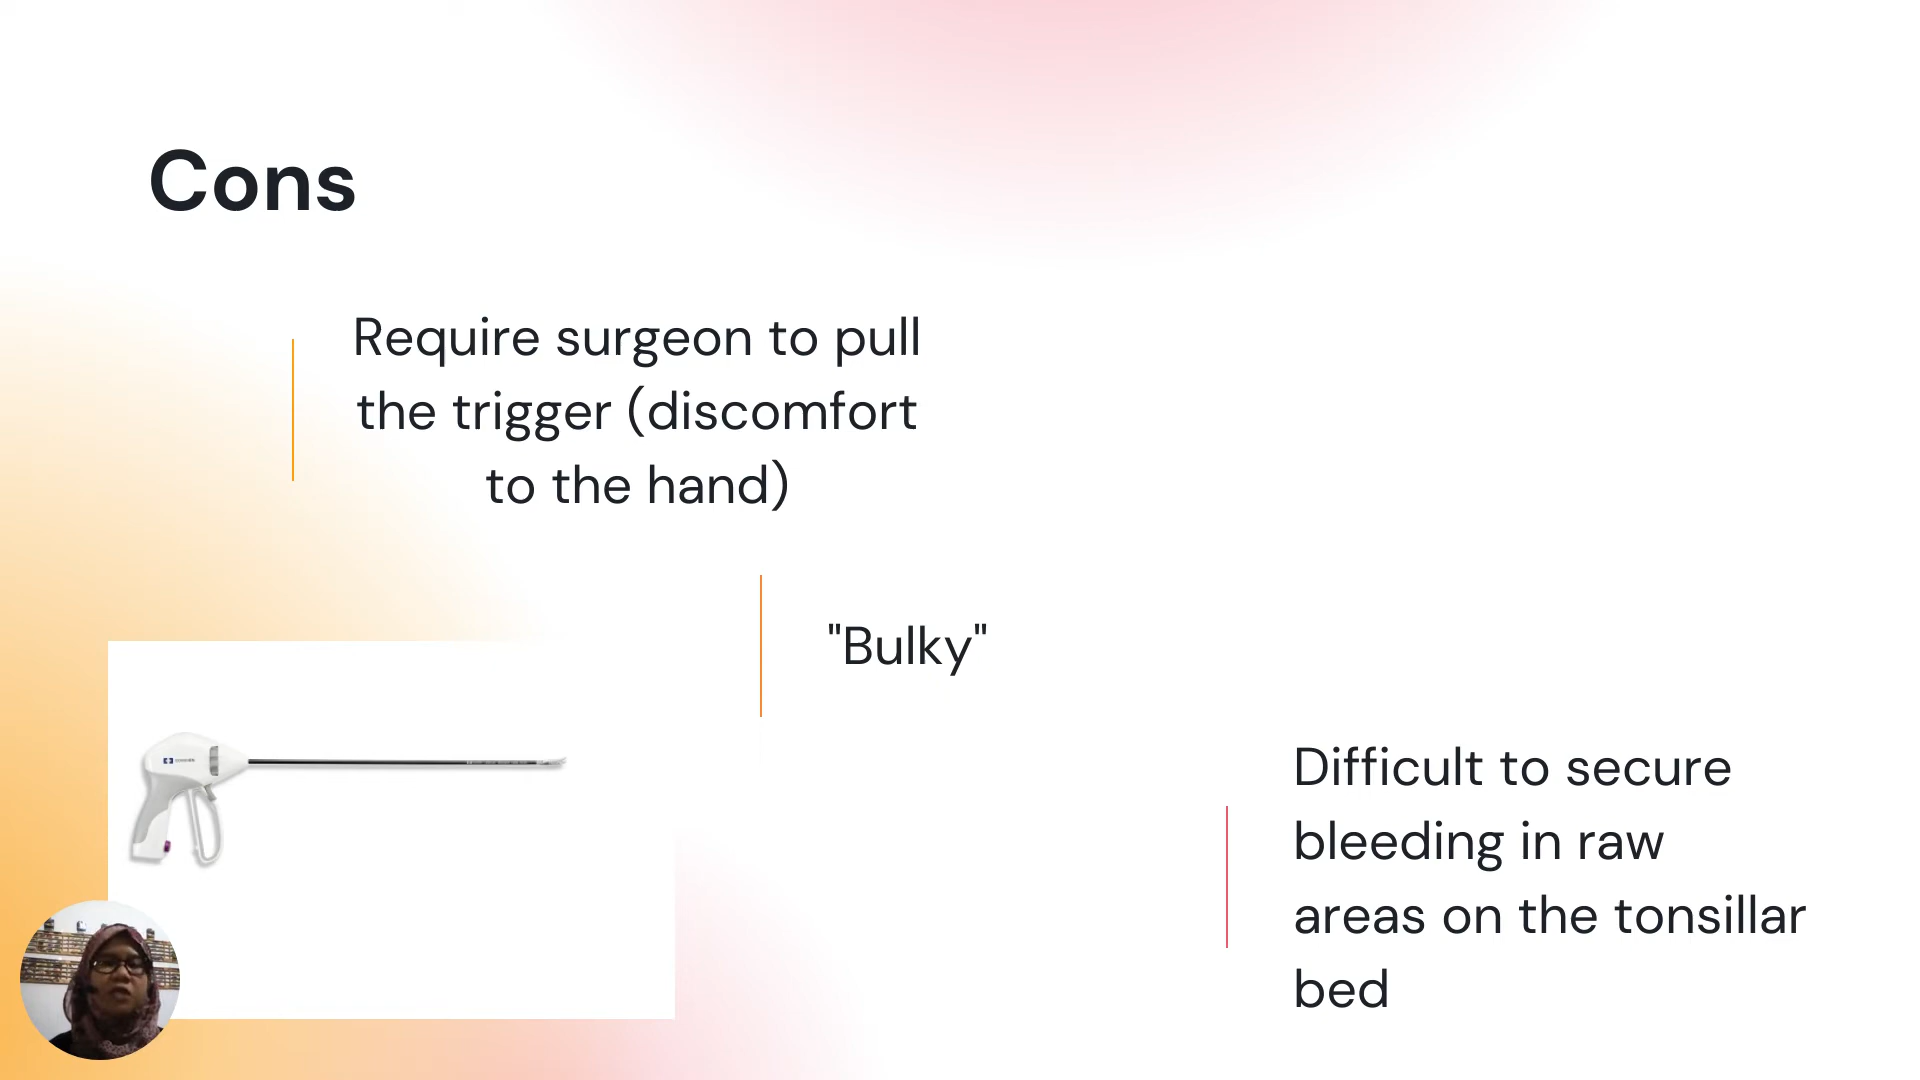 Cons
Require surgeon to pull
the trigger (discomfort
to the hand)
"Bulky"
Difficult to secure
bleeding in raw
areas on the tonsillar
bed